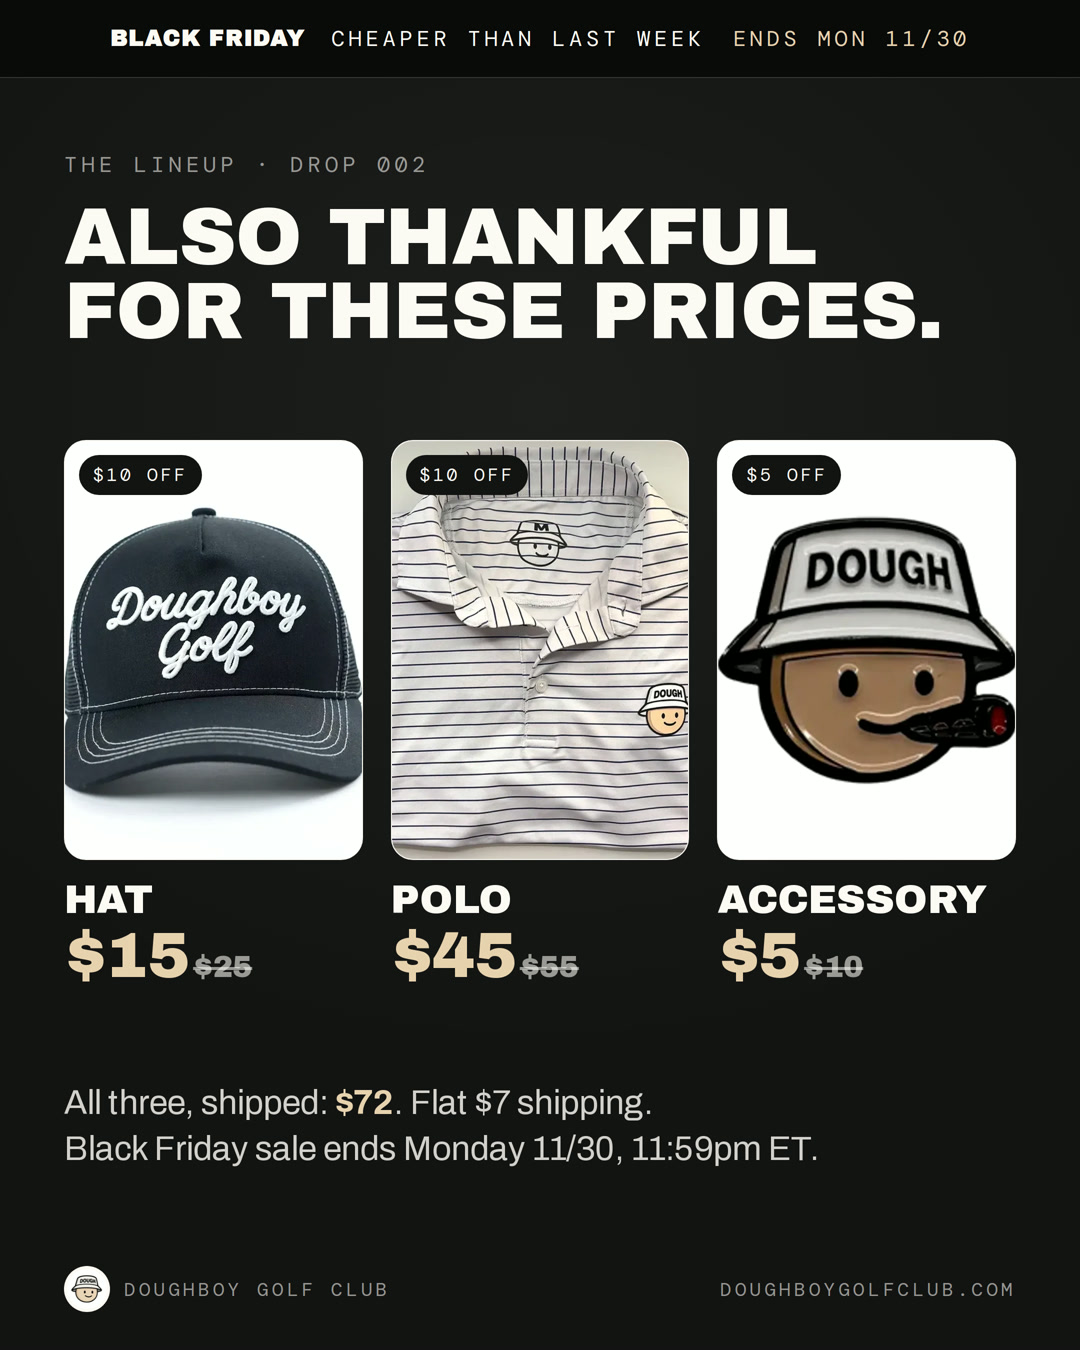 BLACK FRIDAY CHEAPER THAN LAST WEEK ENDS MON 11/30
THE LINEUP · DROP 002
ALSO THANKFUL
FOR THESE PRICES.
$10 OFF
Doughboy
Golf
$10 OFF
M
DOUGH
$5 OFF
DOUGH
HAT
$15 $25
POLO
$45 $55
ACCESSORY
$5 $10
All three, shipped: $72. Flat $7 shipping.
Black Friday sale ends Monday 11/30, 11:59pm ET.
DOUGH
DOUGHBOY GOLF CLUB
DOUGHBOYGOLFCLUB.COM